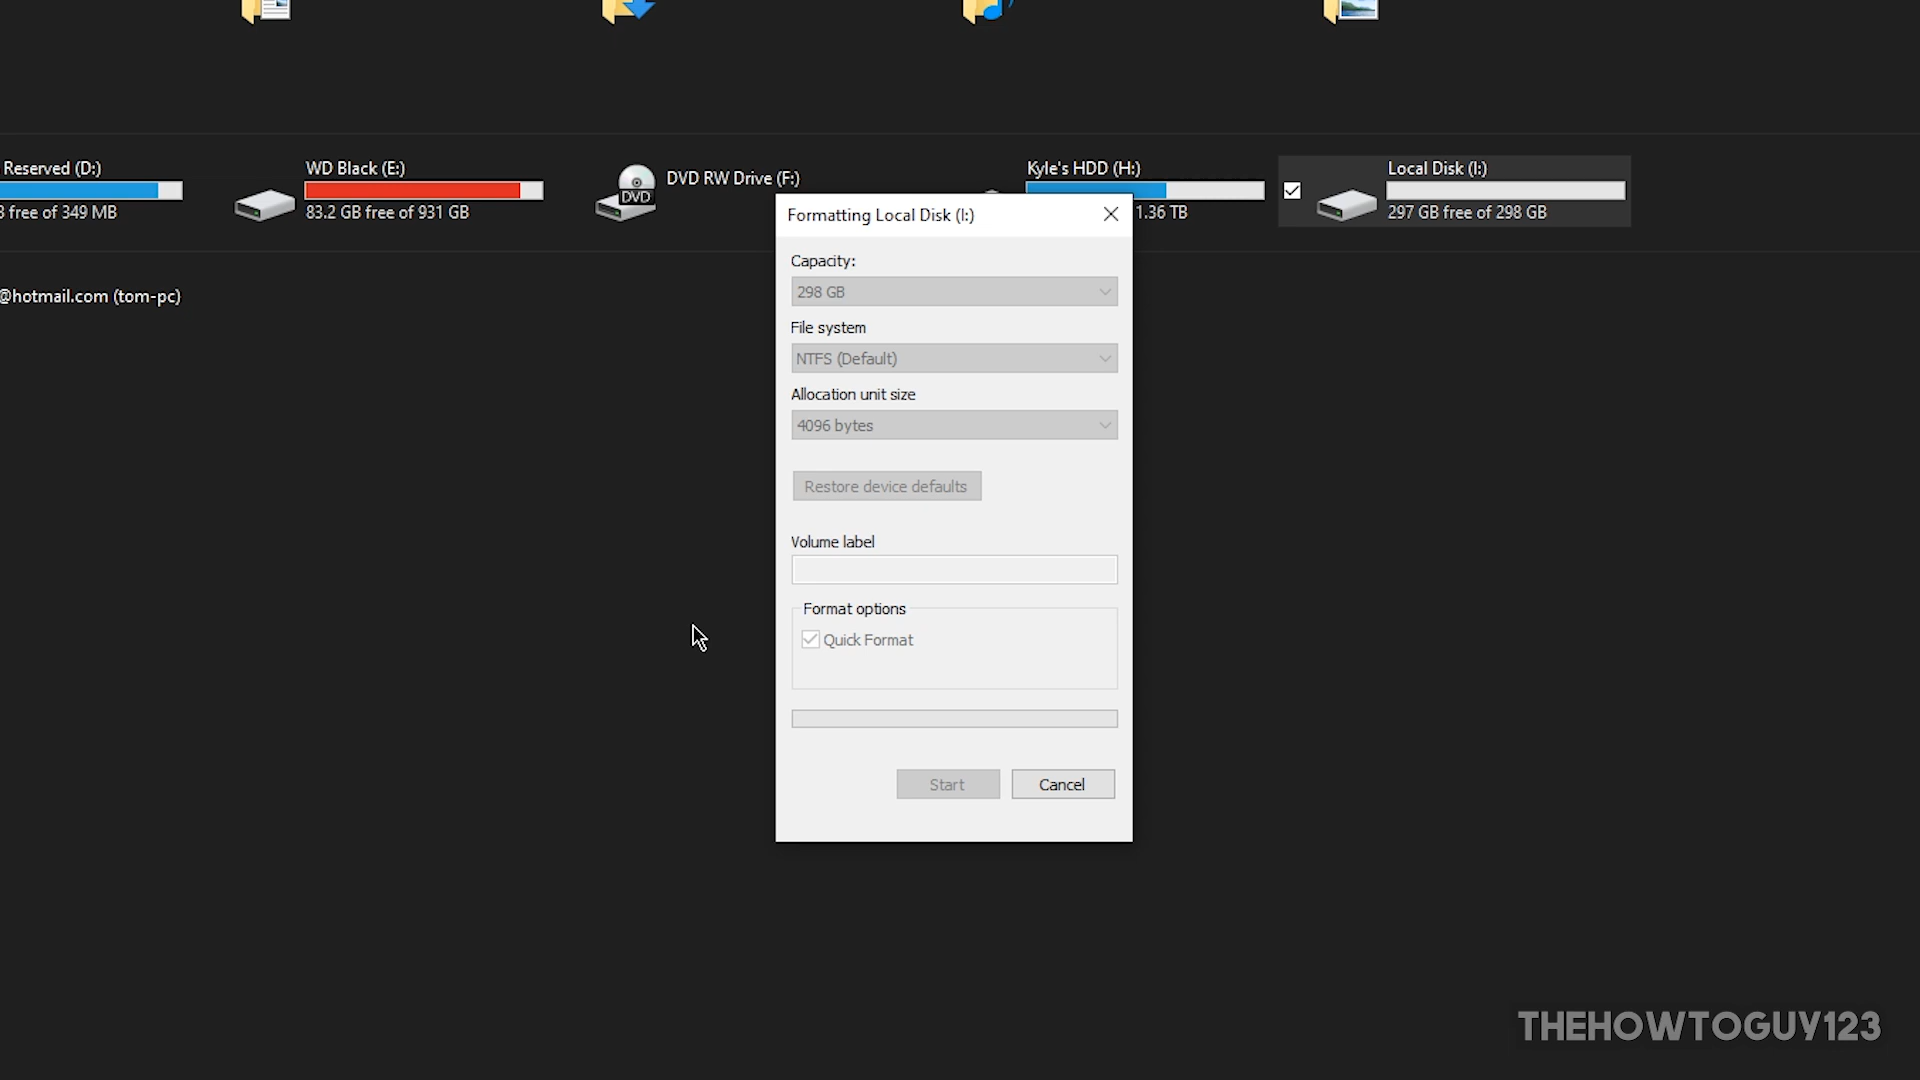 Reserved (D:)
free of 349 MB
WD Black (E:)
83.2 GB free of 931 GB
DVD
DVD RW Drive (F:)
Kyle's HDD (H:)
1.36 TB
Local Disk (I:)
297 GB free of 298 GB
@hotmail.com (tom-pc)
Formatting Local Disk (I:)
Capacity:
298 GB
File system
NTFS (Default)
Allocation unit size
4096 bytes
Restore device defaults
Volume label
Format options
Quick Format
Start
Cancel
THEHOWTOGUY123